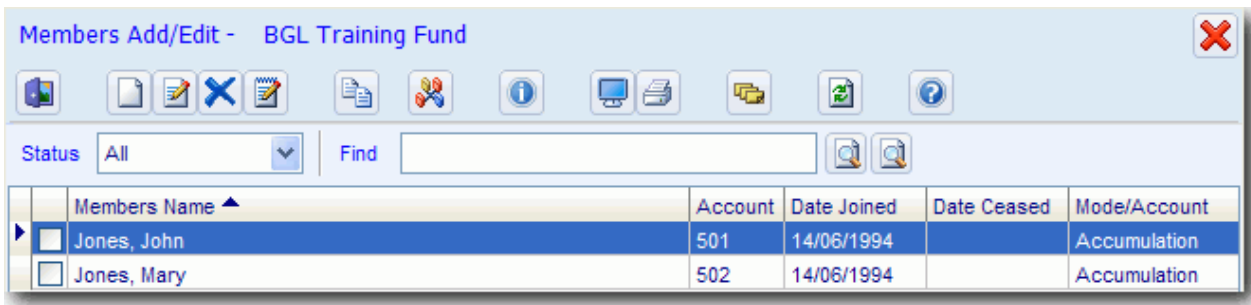 Members Add/Edit - BGL Training Fund
Status All Find
Members Name Account Date Joined Date Ceased Mode/Account
Jones, John 501 14/06/1994 Accumulation
Jones, Mary 502 14/06/1994 Accumulation